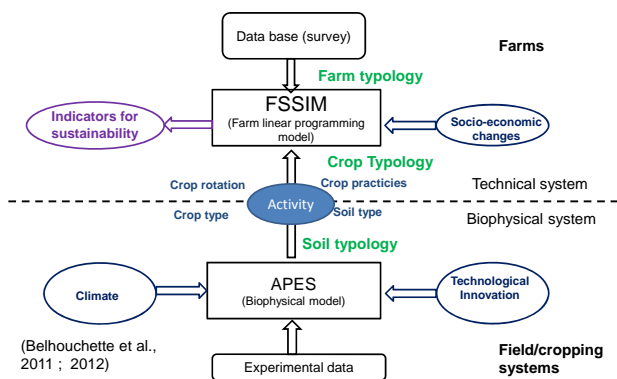 Data base (survey)
Farms
Farm typology
FSSIM
(Farm linear programming
model)
Indicators for
sustainability
Socio-economic
changes
Crop Typology
Crop rotation
Crop practicies
Technical system
Activity
Crop type
Soil type
Biophysical system
Soil typology
APES
(Biophysical model)
Climate
Technological
Innovation
(Belhouchette et al.,
2011 ; 2012)
Experimental data
Field/cropping
systems